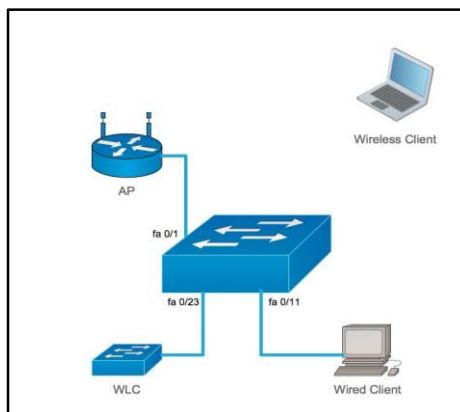 Wireless Client
AP
fa 0/1
fa 0/23
fa 0/11
WLC
Wired Client